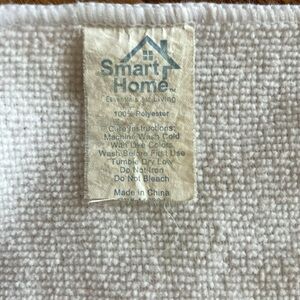 Smart
Home™
Essentials for Living
100% Polyester
Care Instructions:
Machine Wash Cold
With Like Colors
Wash Before First Use
Tumble Dry Low
Do Not Iron
Do Not Bleach
Made in China